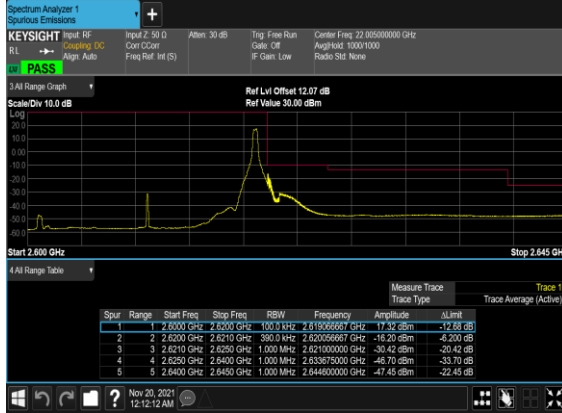 Spectrum Analyzer 1
Spurious Emissions
KEYSIGHT Input: RF Input Z: 50 Ω Atten: 30 dB Trig: Free Run Center Freq: 22.005000000 GHz
RL Coupling: DC Corr CCorr Gate: Off Avg|Hold: 1000/1000
Align: Auto Freq Ref: Int (S) IF Gain: Low Radio Std: None
PASS
3 All Range Graph
Ref Lvl Offset 12.07 dB
Scale/Div 10.0 dB Ref Value 30.00 dBm
Log
20.0
10.0
0.00
-10.0
-20.0
-30.0
-40.0
-50.0
-60.0
Start 2.600 GHz Stop 2.645 GH
4 All Range Table
Measure Trace Trace 1
Trace Type Trace Average (Active)
Spur Range Start Freq Stop Freq RBW Frequency Amplitude ΔLimit
1 1 2.6000 GHz 2.6200 GHz 100.0 kHz 2.619066667 GHz 17.32 dBm -12.68 dB
2 2 2.6200 GHz 2.6210 GHz 390.0 kHz 2.620056667 GHz -16.20 dBm -6.200 dB
3 3 2.6210 GHz 2.6250 GHz 1.000 MHz 2.621000000 GHz -30.42 dBm -20.42 dB
4 4 2.6250 GHz 2.6400 GHz 1.000 MHz 2.633675000 GHz -46.70 dBm -33.70 dB
5 5 2.6400 GHz 2.6450 GHz 1.000 MHz 2.644600000 GHz -47.45 dBm -22.45 dB
?
Nov 20, 2021
12:12:12 AM